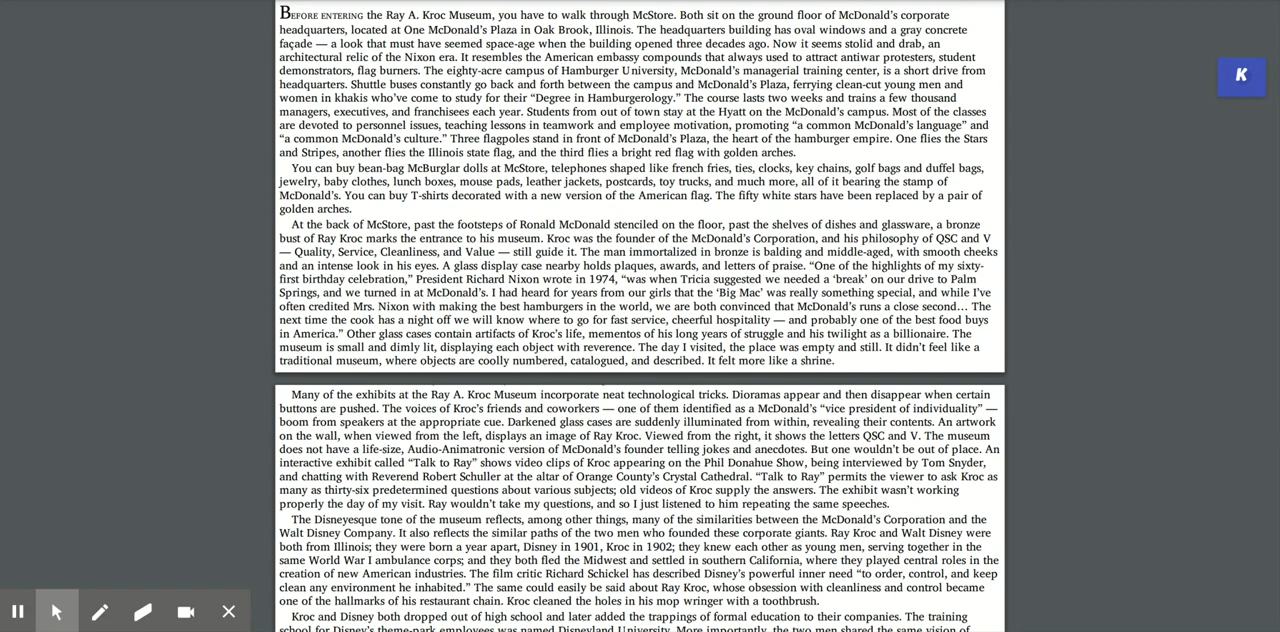 BEFORE ENTERING the Ray A. Kroc Museum, you have to walk through McStore. Both sit on the ground floor of McDonald's corporate
headquarters, located at One McDonald's Plaza in Oak Brook, Illinois. The headquarters building has oval windows and a gray concrete
façade — a look that must have seemed space-age when the building opened three decades ago. Now it seems stolid and drab, an
architectural relic of the Nixon era. It resembles the American embassy compounds that always used to attract antiwar protesters, student
demonstrators, flag burners. The eighty-acre campus of Hamburger University, McDonald's managerial training center, is a short drive from
headquarters. Shuttle buses constantly go back and forth between the campus and McDonald's Plaza, ferrying clean-cut young men and
women in khakis who've come to study for their “Degree in Hamburgerology.” The course lasts two weeks and trains a few thousand
managers, executives, and franchisees each year. Students from out of town stay at the Hyatt on the McDonald's campus. Most of the classes
are devoted to personnel issues, teaching lessons in teamwork and employee motivation, promoting “a common McDonald's language” and
“a common McDonald's culture.” Three flagpoles stand in front of McDonald's Plaza, the heart of the hamburger empire. One flies the Stars
and Stripes, another flies the Illinois state flag, and the third flies a bright red flag with golden arches.
You can buy bean-bag McBurglar dolls at McStore, telephones shaped like french fries, ties, clocks, key chains, golf bags and duffel bags,
jewelry, baby clothes, lunch boxes, mouse pads, leather jackets, postcards, toy trucks, and much more, all of it bearing the stamp of
McDonald's. You can buy T-shirts decorated with a new version of the American flag. The fifty white stars have been replaced by a pair of
golden arches.
At the back of McStore, past the footsteps of Ronald McDonald stenciled on the floor, past the shelves of dishes and glassware, a bronze
bust of Ray Kroc marks the entrance to his museum. Kroc was the founder of the McDonald's Corporation, and his philosophy of QSC and V
— Quality, Service, Cleanliness, and Value — still guide it. The man immortalized in bronze is balding and middle-aged, with smooth cheeks
and an intense look in his eyes. A glass display case nearby holds plaques, awards, and letters of praise. “One of the highlights of my sixty-
first birthday celebration,” President Richard Nixon wrote in 1974, “was when Tricia suggested we needed a ‘break’ on our drive to Palm
Springs, and we turned in at McDonald's. I had heard for years from our girls that the ‘Big Mac’ was really something special, and while I've
often credited Mrs. Nixon with making the best hamburgers in the world, we are both convinced that McDonald's runs a close second… The
next time the cook has a night off we will know where to go for fast service, cheerful hospitality — and probably one of the best food buys
in America.” Other glass cases contain artifacts of Kroc's life, mementos of his long years of struggle and his twilight as a billionaire. The
museum is small and dimly lit, displaying each object with reverence. The day I visited, the place was empty and still. It didn't feel like a
traditional museum, where objects are coolly numbered, catalogued, and described. It felt more like a shrine.
Many of the exhibits at the Ray A. Kroc Museum incorporate neat technological tricks. Dioramas appear and then disappear when certain
buttons are pushed. The voices of Kroc's friends and coworkers — one of them identified as a McDonald's “vice president of individuality” —
boom from speakers at the appropriate cue. Darkened glass cases are suddenly illuminated from within, revealing their contents. An artwork
on the wall, when viewed from the left, displays an image of Ray Kroc. Viewed from the right, it shows the letters QSC and V. The museum
does not have a life-size, Audio-Animatronic version of McDonald's founder telling jokes and anecdotes. But one wouldn't be out of place. An
interactive exhibit called “Talk to Ray” shows video clips of Kroc appearing on the Phil Donahue Show, being interviewed by Tom Snyder,
and chatting with Reverend Robert Schuller at the altar of Orange County's Crystal Cathedral. “Talk to Ray” permits the viewer to ask Kroc as
many as thirty-six predetermined questions about various subjects; old videos of Kroc supply the answers. The exhibit wasn't working
properly the day of my visit. Ray wouldn't take my questions, and so I just listened to him repeating the same speeches.
The Disneyesque tone of the museum reflects, among other things, many of the similarities between the McDonald's Corporation and the
Walt Disney Company. It also reflects the similar paths of the two men who founded these corporate giants. Ray Kroc and Walt Disney were
both from Illinois; they were born a year apart, Disney in 1901, Kroc in 1902; they knew each other as young men, serving together in the
same World War I ambulance corps; and they both fled the Midwest and settled in southern California, where they played central roles in the
creation of new American industries. The film critic Richard Schickel has described Disney's powerful inner need “to order, control, and keep
clean any environment he inhabited.” The same could easily be said about Ray Kroc, whose obsession with cleanliness and control became
one of the hallmarks of his restaurant chain. Kroc cleaned the holes in his mop wringer with a toothbrush.
Kroc and Disney both dropped out of high school and later added the trappings of formal education to their companies. The training
school for Disney's theme-park employees was named Disneyland University. More importantly, the two men shared the same vision of
K